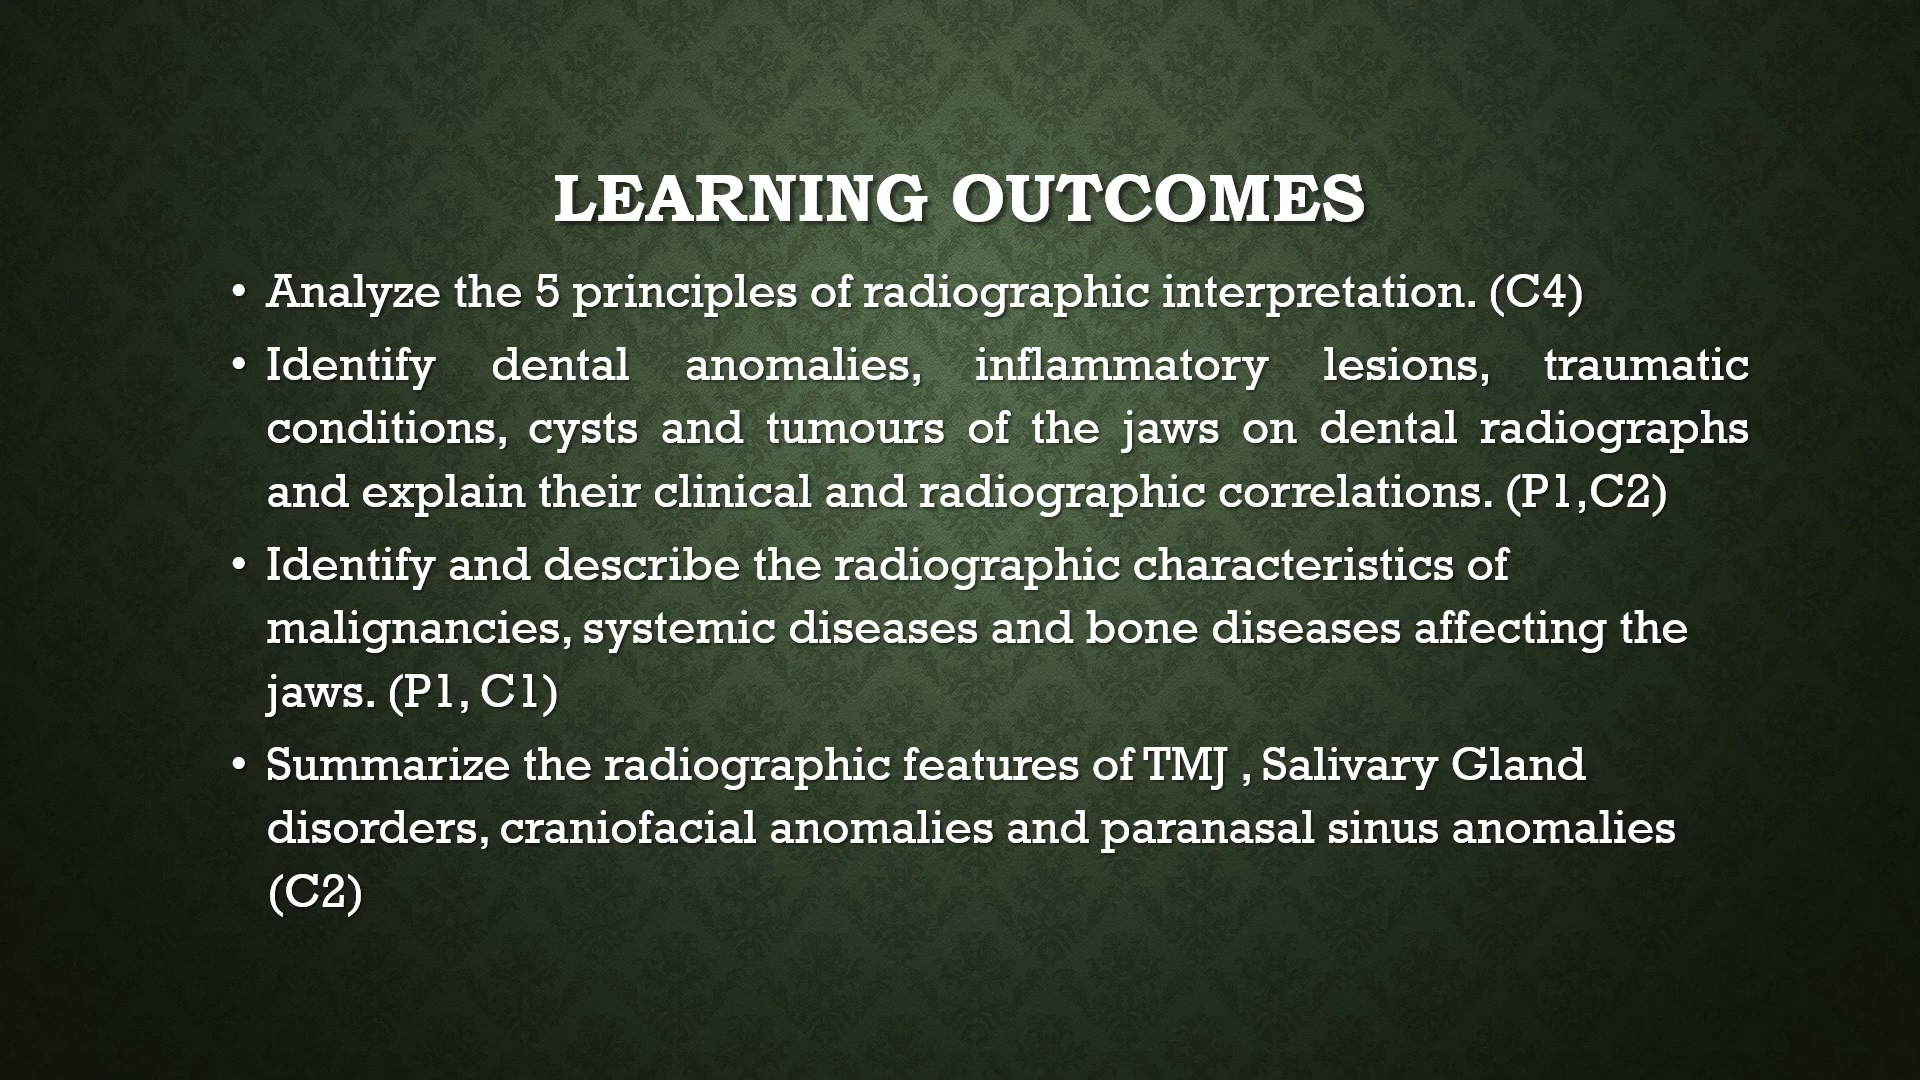 LEARNING OUTCOMES
• Analyze the 5 principles of radiographic interpretation. (C4)
• Identify dental anomalies, inflammatory lesions, traumatic
conditions, cysts and tumours of the jaws on dental radiographs
and explain their clinical and radiographic correlations. (P1,C2)
• Identify and describe the radiographic characteristics of
malignancies, systemic diseases and bone diseases affecting the
jaws. (P1, C1)
• Summarize the radiographic features of TMJ , Salivary Gland
disorders, craniofacial anomalies and paranasal sinus anomalies
(C2)